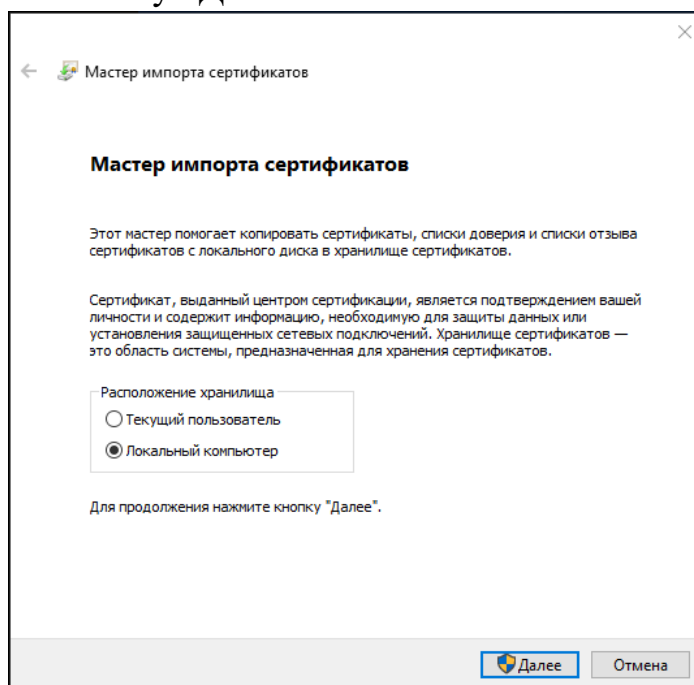 Мастер импорта сертификатов
Мастер импорта сертификатов
Этот мастер помогает копировать сертификаты, списки доверия и списки отзыва
сертификатов с локального диска в хранилище сертификатов.
Сертификат, выданный центром сертификации, является подтверждением вашей
личности и содержит информацию, необходимую для защиты данных или
установления защищенных сетевых подключений. Хранилище сертификатов —
это область системы, предназначенная для хранения сертификатов.
Расположение хранилища
Текущий пользователь
Локальный компьютер
Для продолжения нажмите кнопку "Далее".
Далее Отмена